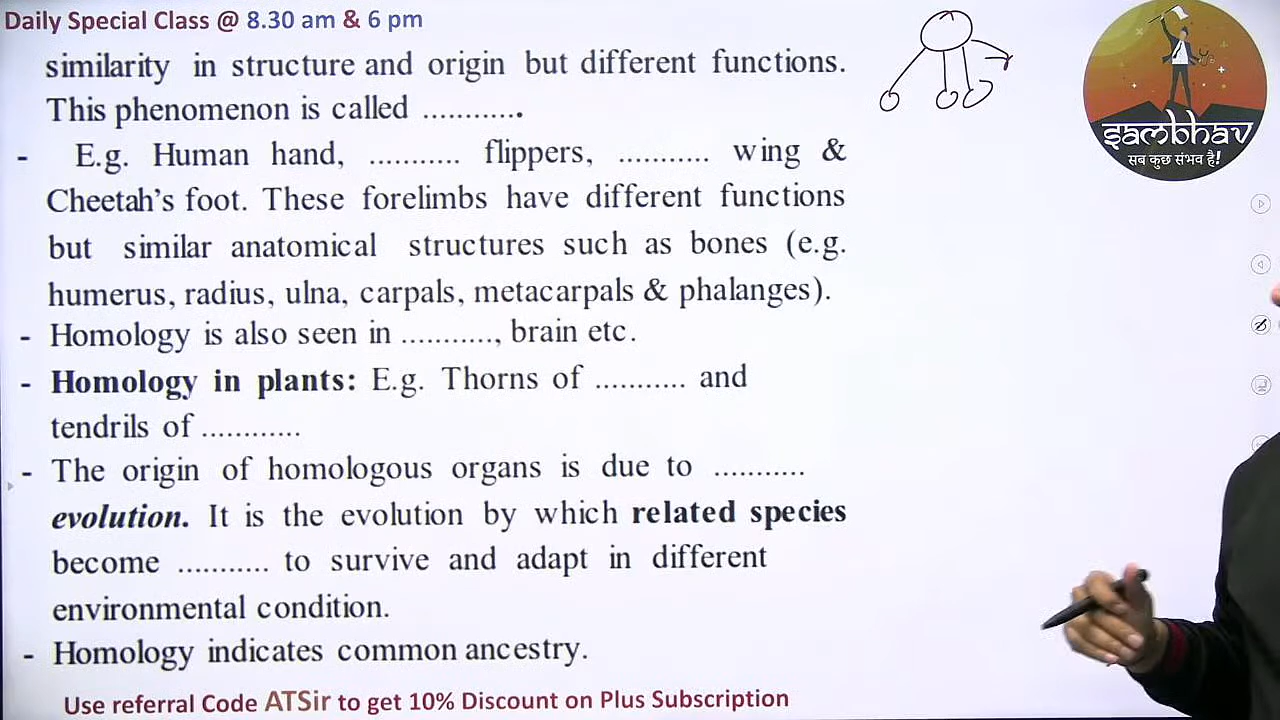 Daily Special Class @ 8.30 am & 6 pm
similarity in structure and origin but different functions.
This phenomenon is called ............
- E.g. Human hand, ........... flippers, ........... wing &
Cheetah's foot. These forelimbs have different functions
but similar anatomical structures such as bones (e.g.
humerus, radius, ulna, carpals, metacarpals & phalanges).
- Homology is also seen in ..........., brain etc.
- Homology in plants: E.g. Thorns of ........... and
tendrils of ............
- The origin of homologous organs is due to ...........
evolution. It is the evolution by which related species
become ........... to survive and adapt in different
environmental condition.
- Homology indicates common ancestry.
Use referral Code ATSir to get 10% Discount on Plus Subscription
sambhav
सब कुछ संभव है!